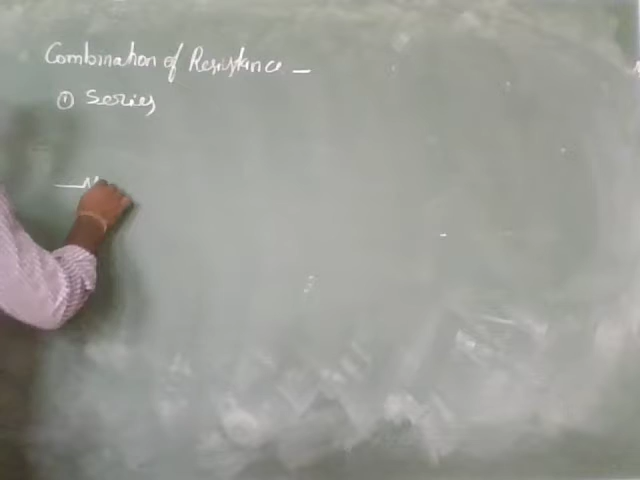 Combination of Resistance -
① Series